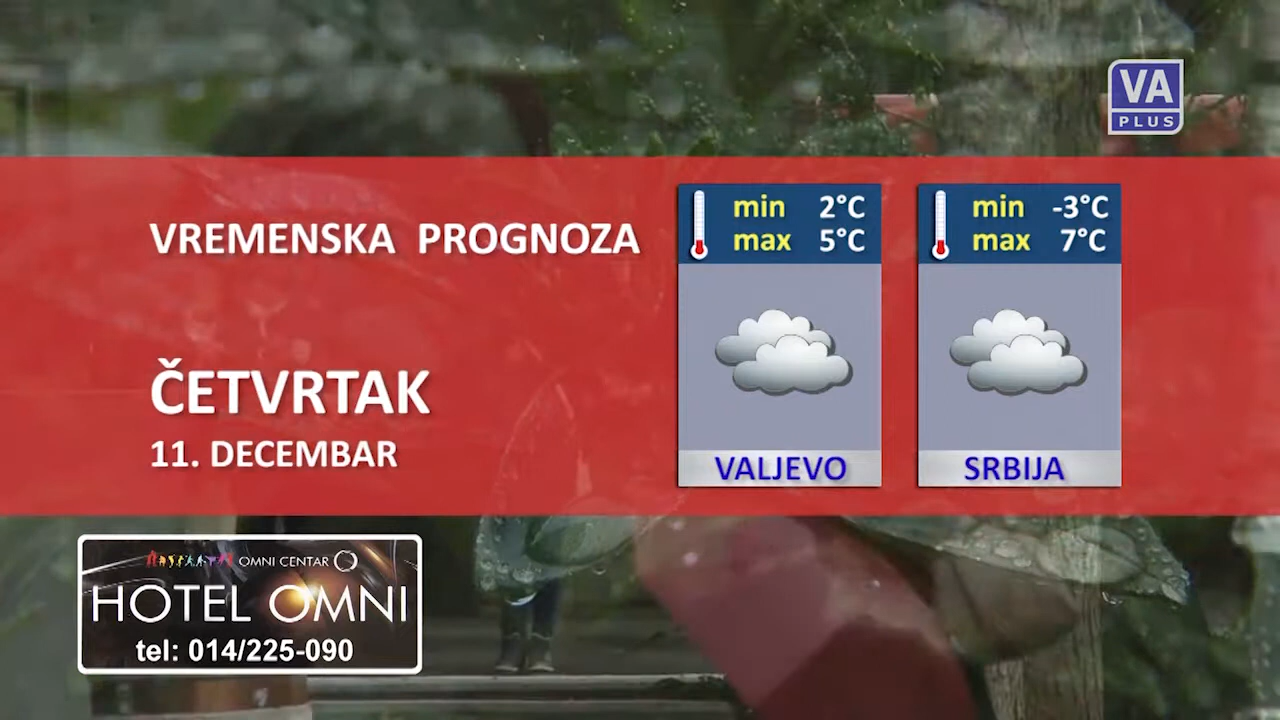 VA
PLUS
VREMENSKA PROGNOZA
ČETVRTAK
11. DECEMBAR
min 2°C
max 5°C
VALJEVO
min -3°C
max 7°C
SRBIJA
OMNI CENTAR
HOTEL OMNI
tel: 014/225-090